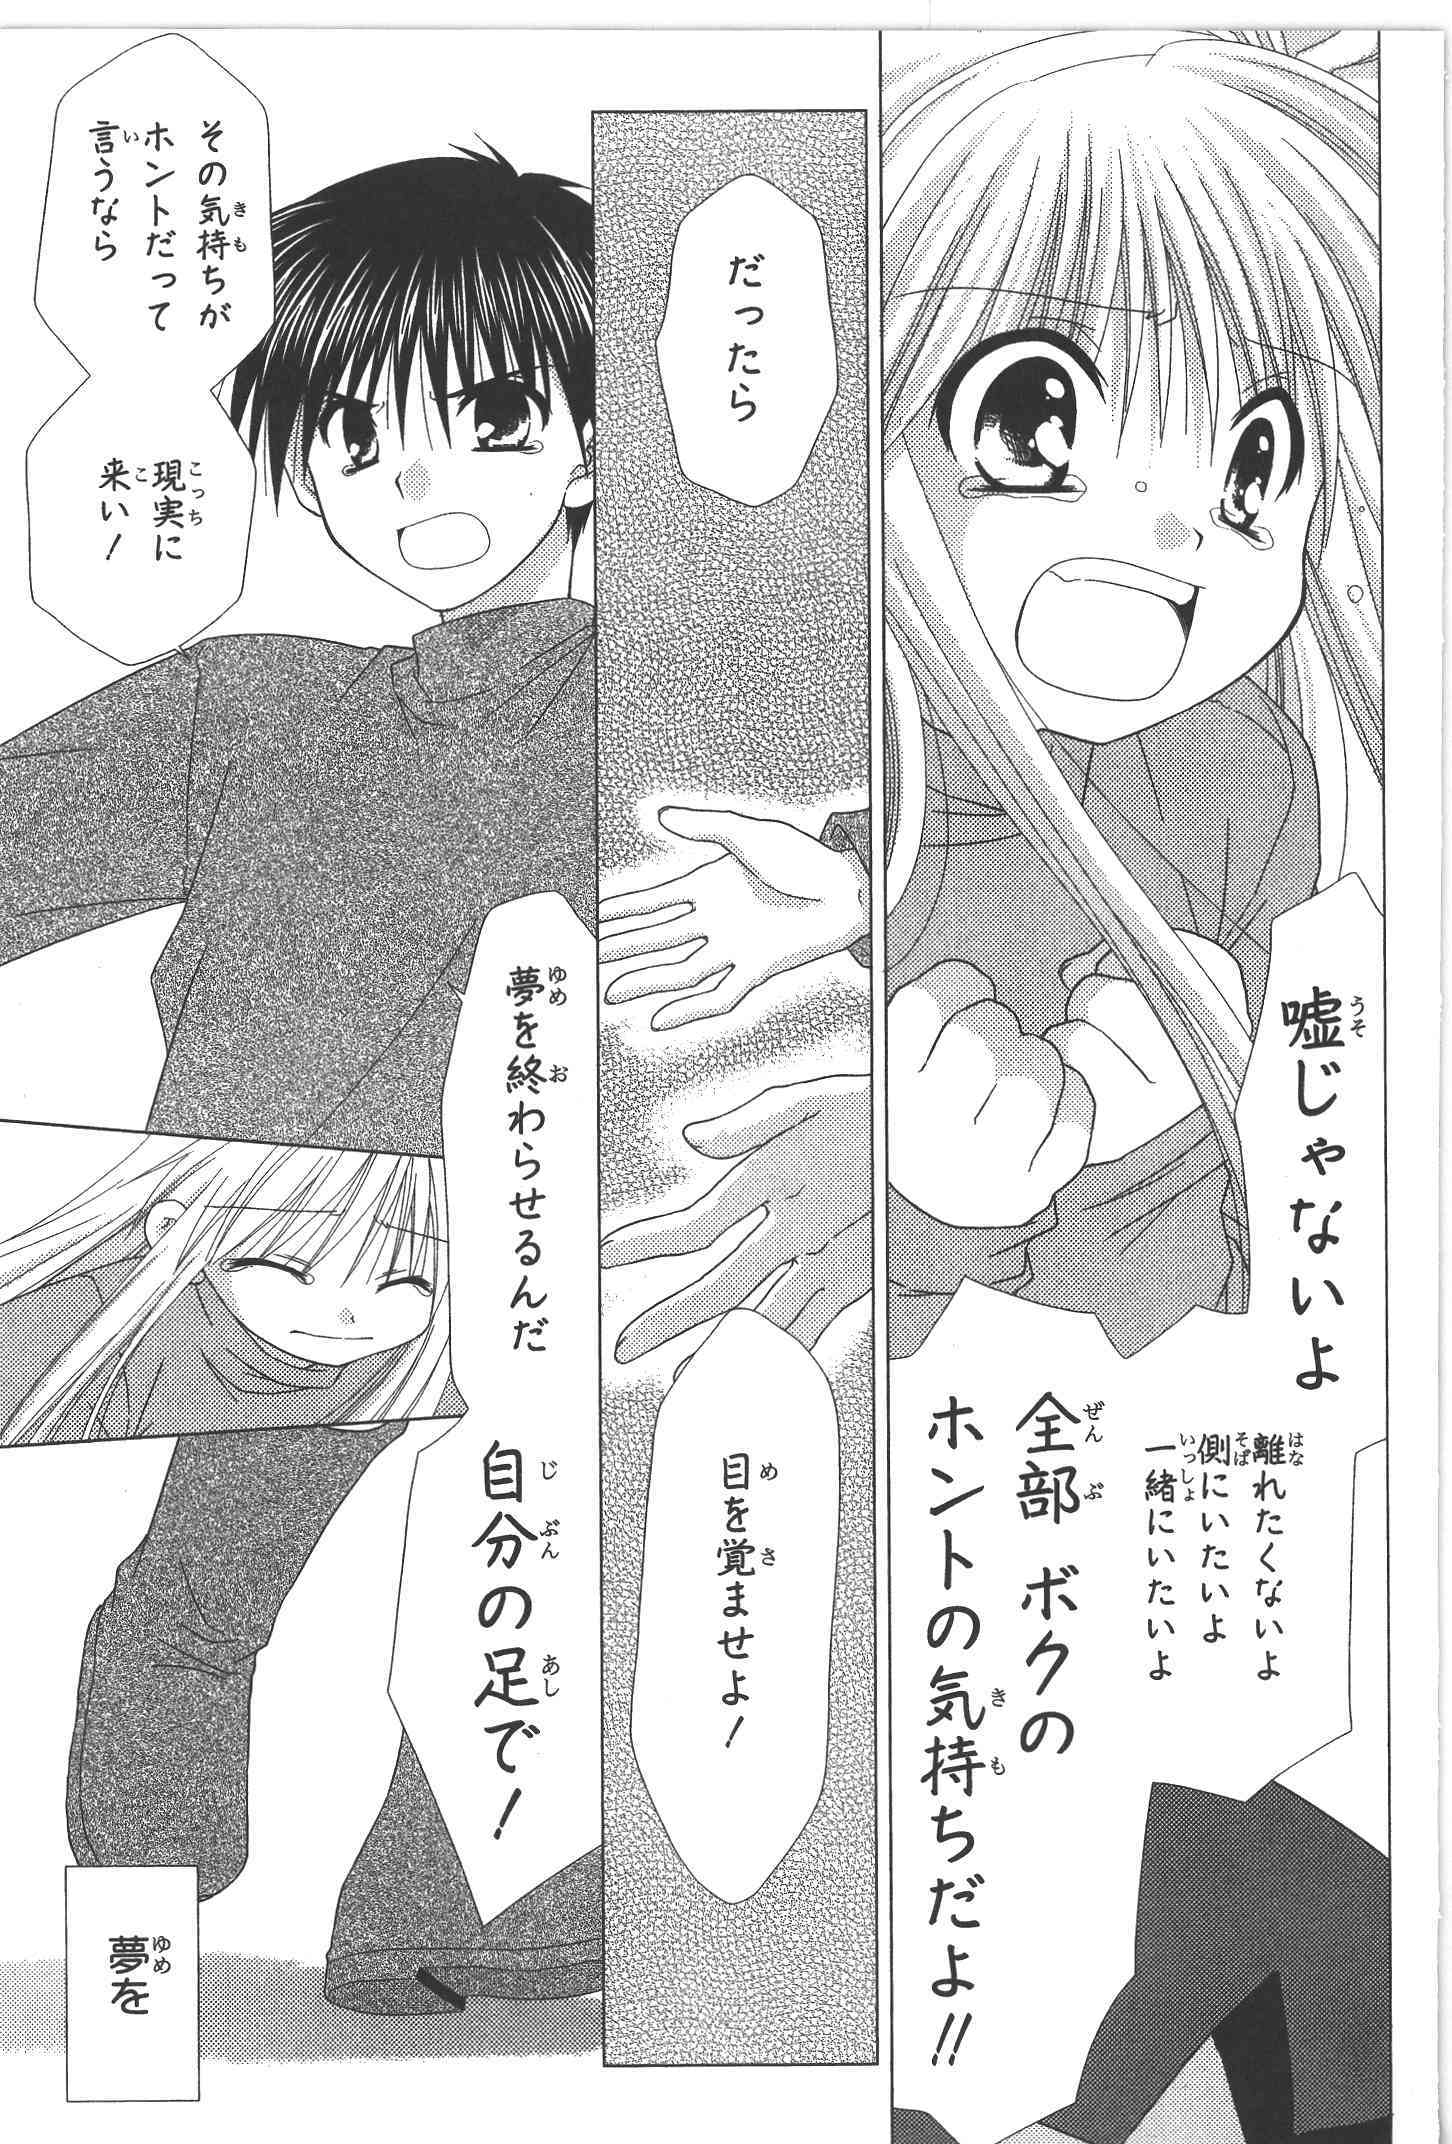 嘘じゃないよ
離れたくないよ
側にいたいよ
一緒にいたいよ
全部 ボクの
ホントの気持ちだよ!!
だったら
目を覚ませよ!
その気持ちが
ホントだって
言うなら
現実に
来い!
夢を終わらせるんだ
自分の足で!
夢を